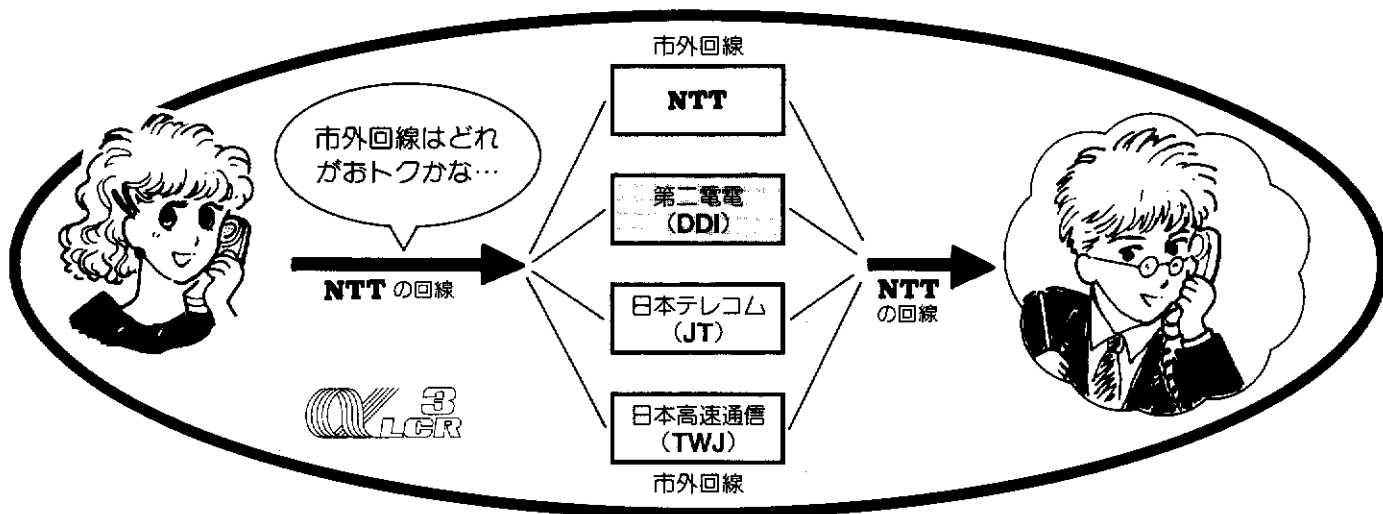 市外回線
NTT
市外回線はどれ
がおトクかな…
第二電電
(DDI)
NTT の回線
NTT
の回線
日本テレコム
(JT)
α LCR 3
日本高速通信
(TWJ)
市外回線